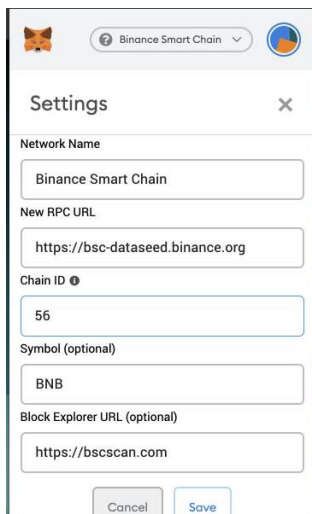 Binance Smart Chain
Settings
Network Name
Binance Smart Chain
New RPC URL
https://bsc-dataseed.binance.org
Chain ID
56
Symbol (optional)
BNB
Block Explorer URL (optional)
https://bscscan.com
Cancel Save